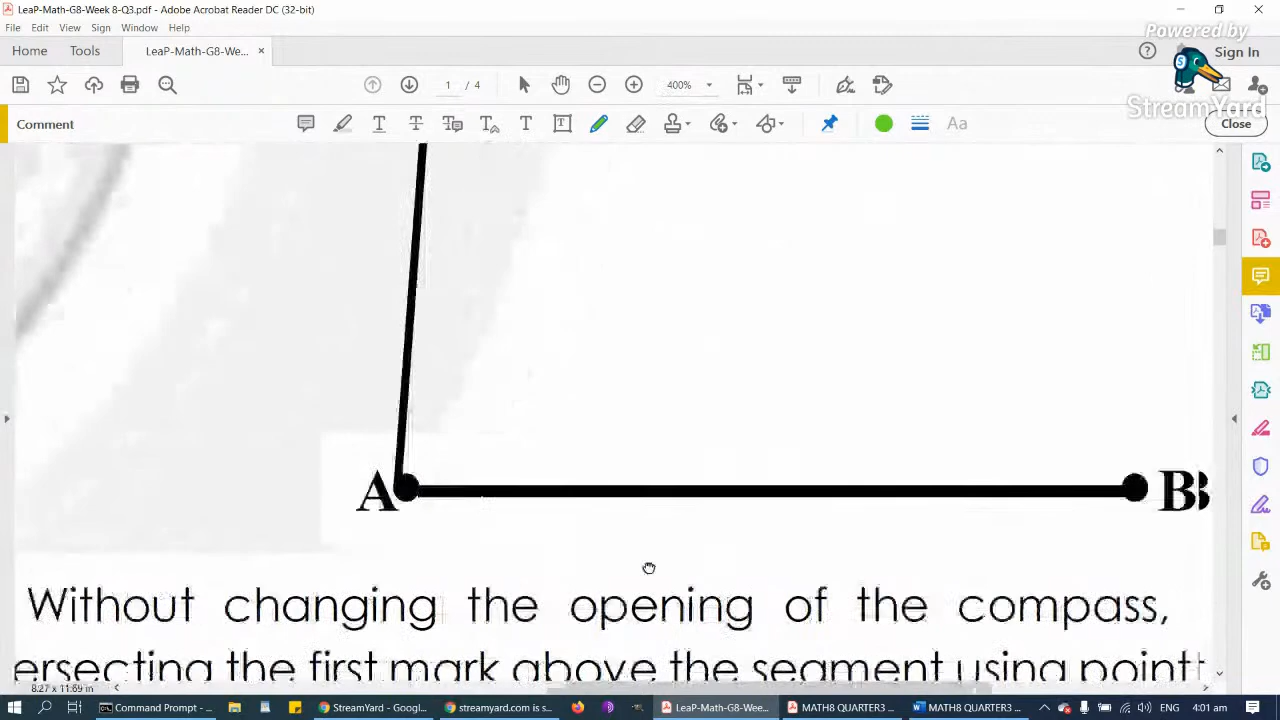 LeaP-Math-G8-Week 8-Q3.pdf - Adobe Acrobat Reader DC (32-bit)
File Edit View Sign Window Help
Powered by
StreamYard
Home Tools LeaP-Math-G8-We... × Sign In
1 / 4 400%
Comment Close
A B
Without changing the opening of the compass,
ersecting the first mark above the segment using point
8.27 x 11.69 in
Command Prompt - ... StreamYard - Googl... streamyard.com is s... LeaP-Math-G8-Wee... MATH8 QUARTER3 ... MATH8 QUARTER3 ... 4:01 am